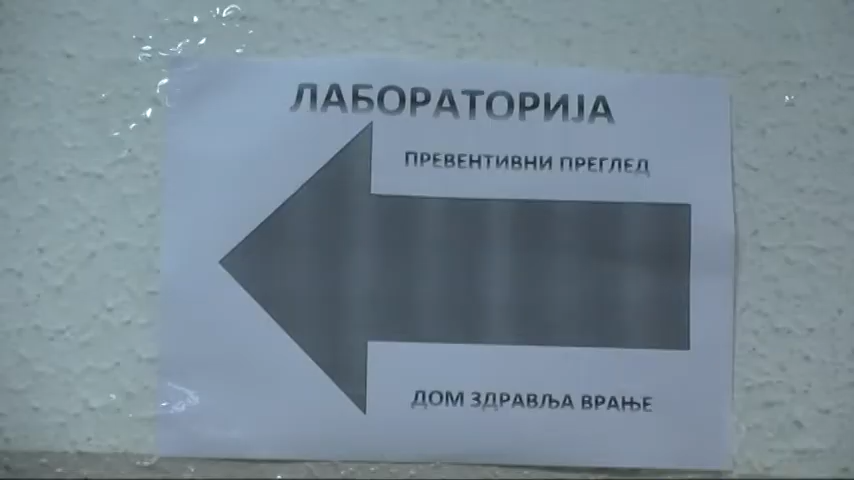 ЛАБОРАТОРИЈА
ПРЕВЕНТИВНИ ПРЕГЛЕД
ДОМ ЗДРАВЉА ВРАЊЕ